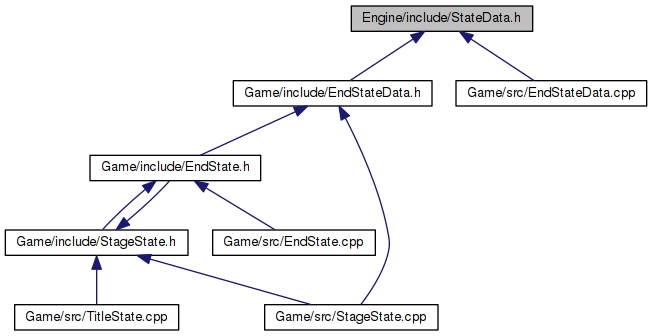 Engine/include/StateData.h
Game/include/EndStateData.h
Game/src/EndStateData.cpp
Game/include/EndState.h
Game/include/StageState.h
Game/src/EndState.cpp
Game/src/TitleState.cpp
Game/src/StageState.cpp